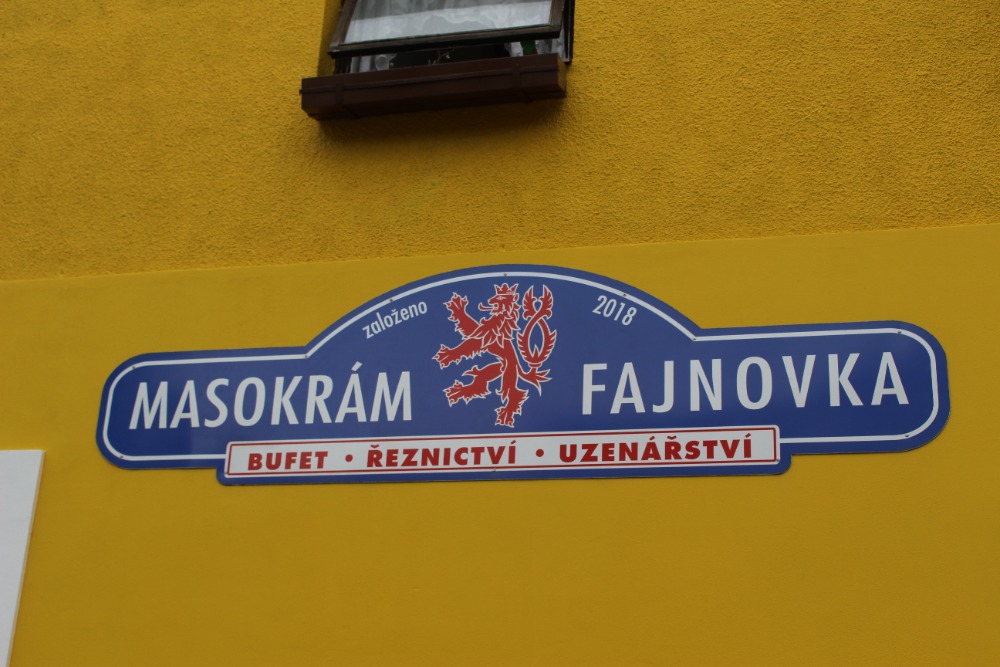 založeno 2018
MASOKRÁM FAJNOVKA
BUFET • ŘEZNICTVÍ • UZENÁŘSTVÍ